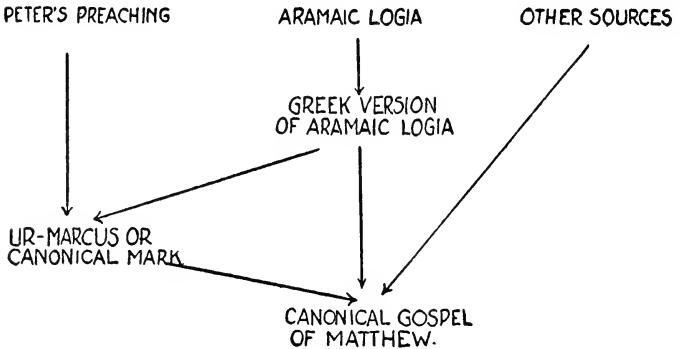 PETER'S PREACHING
ARAMAIC LOGIA
OTHER SOURCES
GREEK VERSION
OF ARAMAIC LOGIA
UR-MARCUS OR
CANONICAL MARK
CANONICAL GOSPEL
OF MATTHEW.